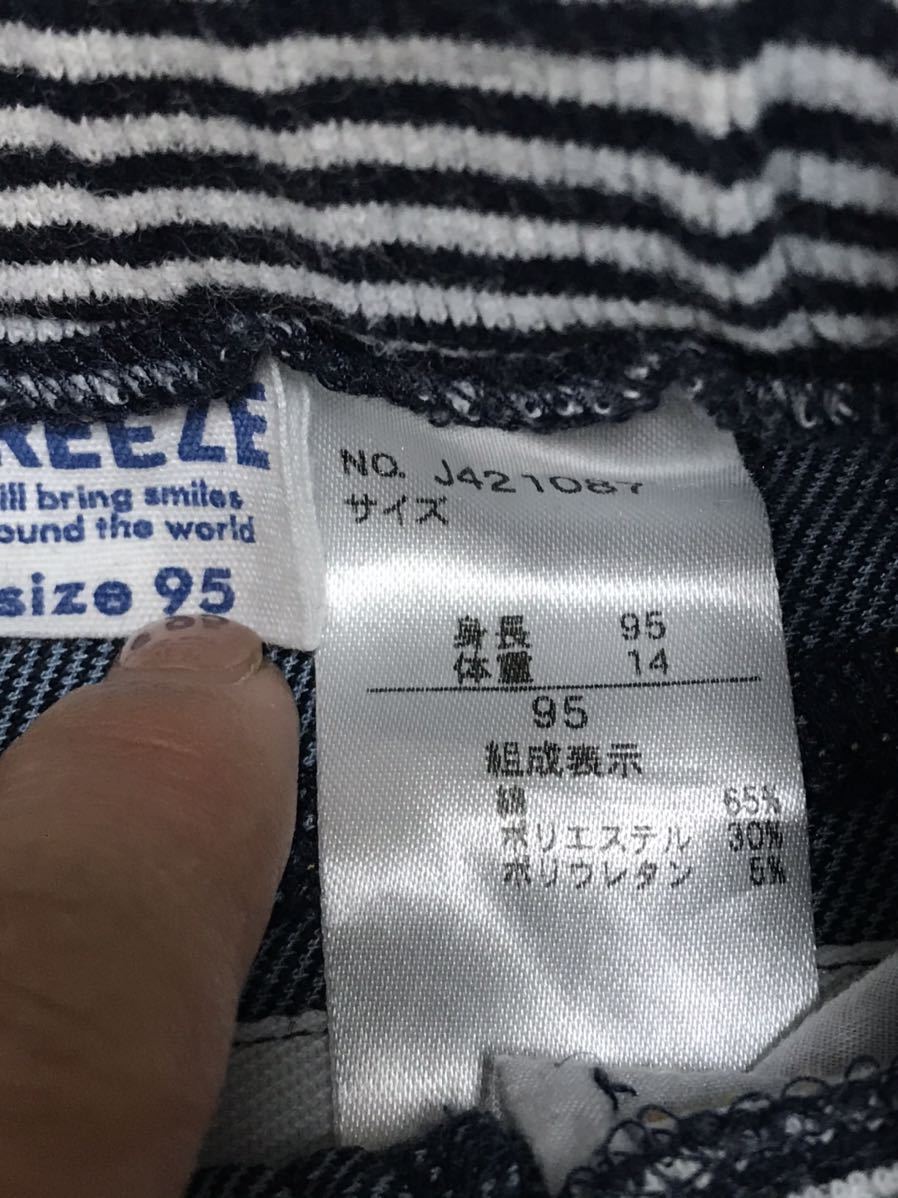 REEZE
ill bring smiles
ound the world
size 95
NO. J421087
サイズ
身長 95
体重 14
95
組成表示
綿 65%
ポリエステル 30%
ポリウレタン 5%